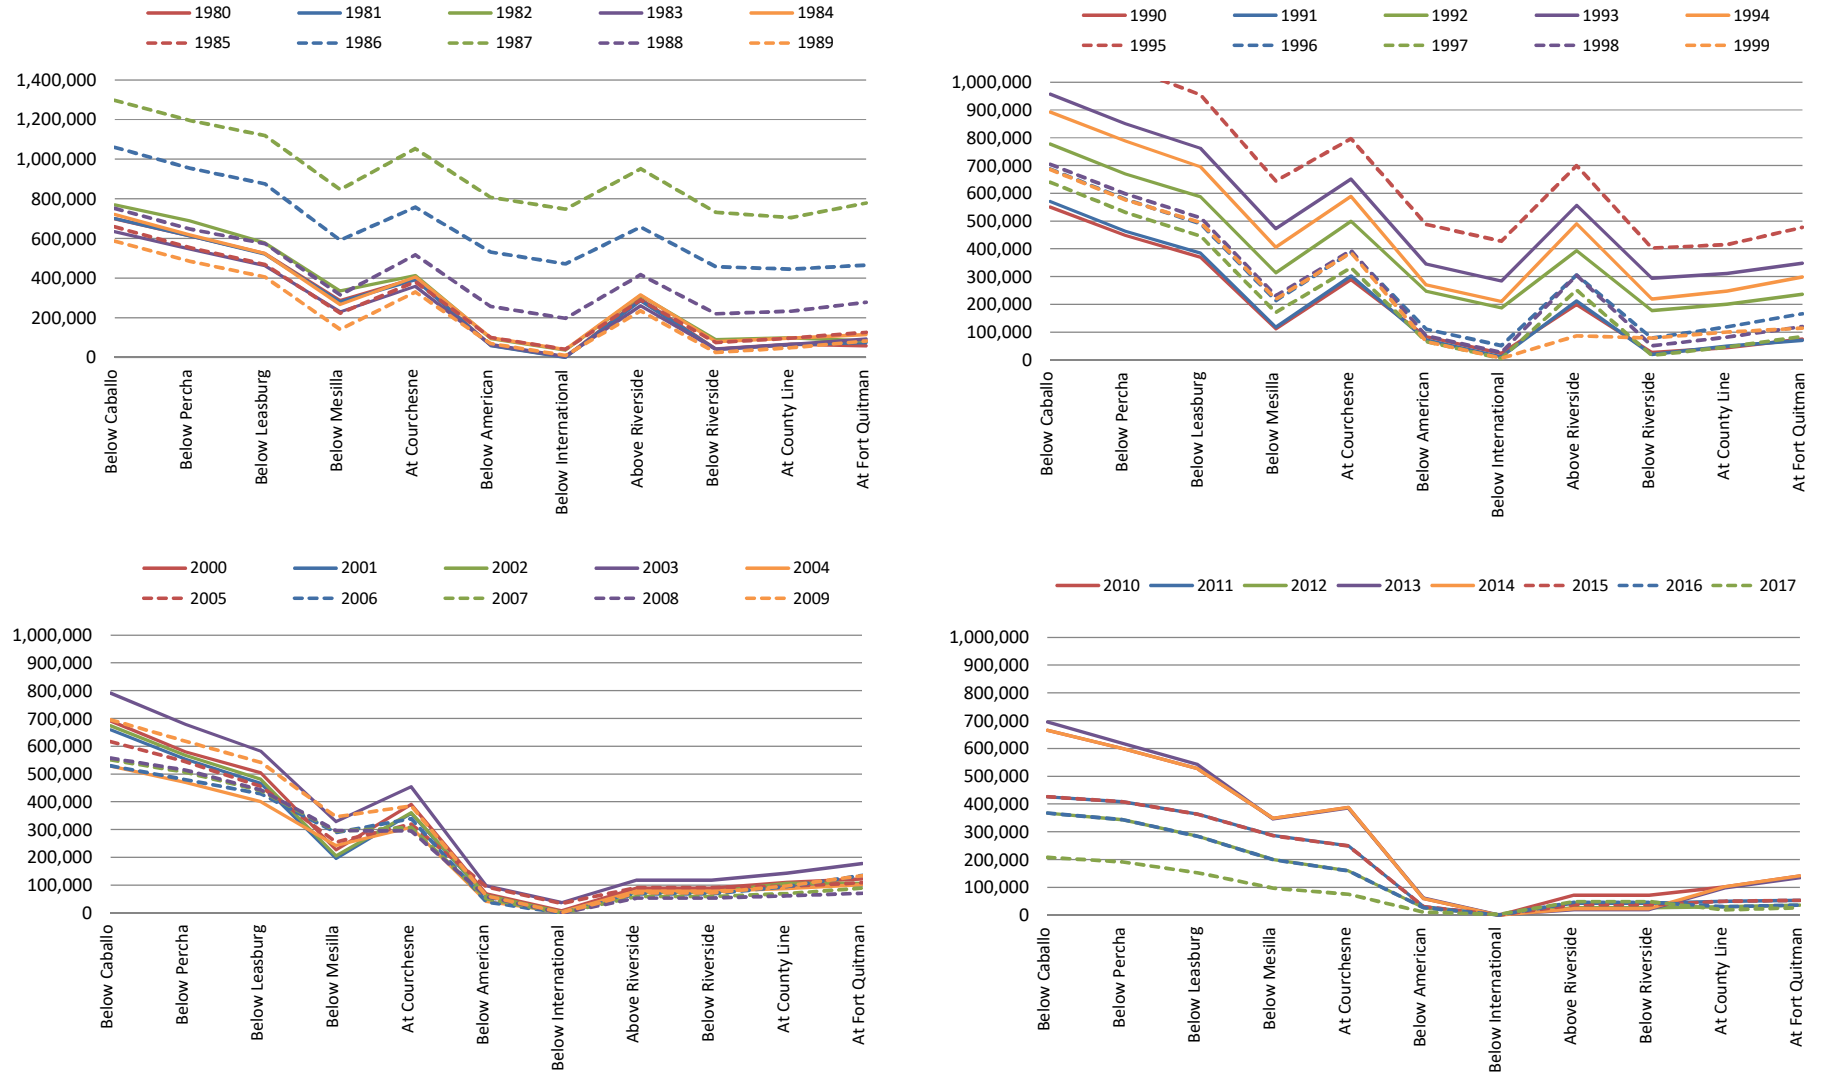 1980 1981 1982 1983 1984
1985 1986 1987 1988 1989
1,400,000
1,200,000
1,000,000
800,000
600,000
400,000
200,000
0
Below Caballo
Below Percha
Below Leasburg
Below Mesilla
At Courchesne
Below American
Below International
Above Riverside
Below Riverside
At County Line
At Fort Quitman
1990 1991 1992 1993 1994
1995 1996 1997 1998 1999
1,000,000
900,000
800,000
700,000
600,000
500,000
400,000
300,000
200,000
100,000
0
Below Caballo
Below Percha
Below Leasburg
Below Mesilla
At Courchesne
Below American
Below International
Above Riverside
Below Riverside
At County Line
At Fort Quitman
2000 2001 2002 2003 2004
2005 2006 2007 2008 2009
1,000,000
900,000
800,000
700,000
600,000
500,000
400,000
300,000
200,000
100,000
0
Below Caballo
Below Percha
Below Leasburg
Below Mesilla
At Courchesne
Below American
Below International
Above Riverside
Below Riverside
At County Line
At Fort Quitman
2010 2011 2012 2013 2014 2015 2016 2017
1,000,000
900,000
800,000
700,000
600,000
500,000
400,000
300,000
200,000
100,000
0
Below Caballo
Below Percha
Below Leasburg
Below Mesilla
At Courchesne
Below American
Below International
Above Riverside
Below Riverside
At County Line
At Fort Quitman